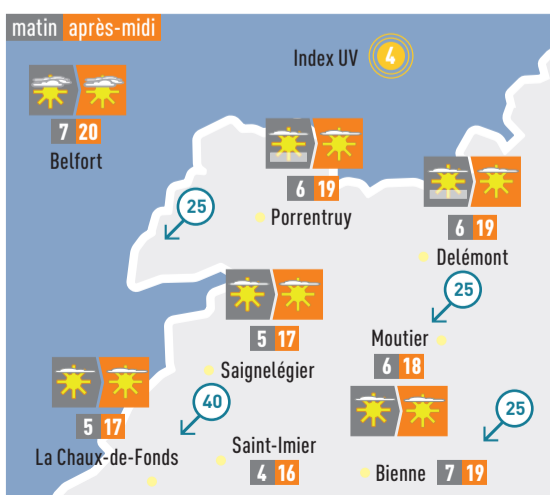 matin après-midi
Index UV 4
7 20
Belfort
6 19
Porrentruy
6 19
Delémont
25
25
5 17
Saignelégier
Moutier
6 18
5 17
La Chaux-de-Fonds
40
Saint-Imier
4 16
25
Bienne 7 19